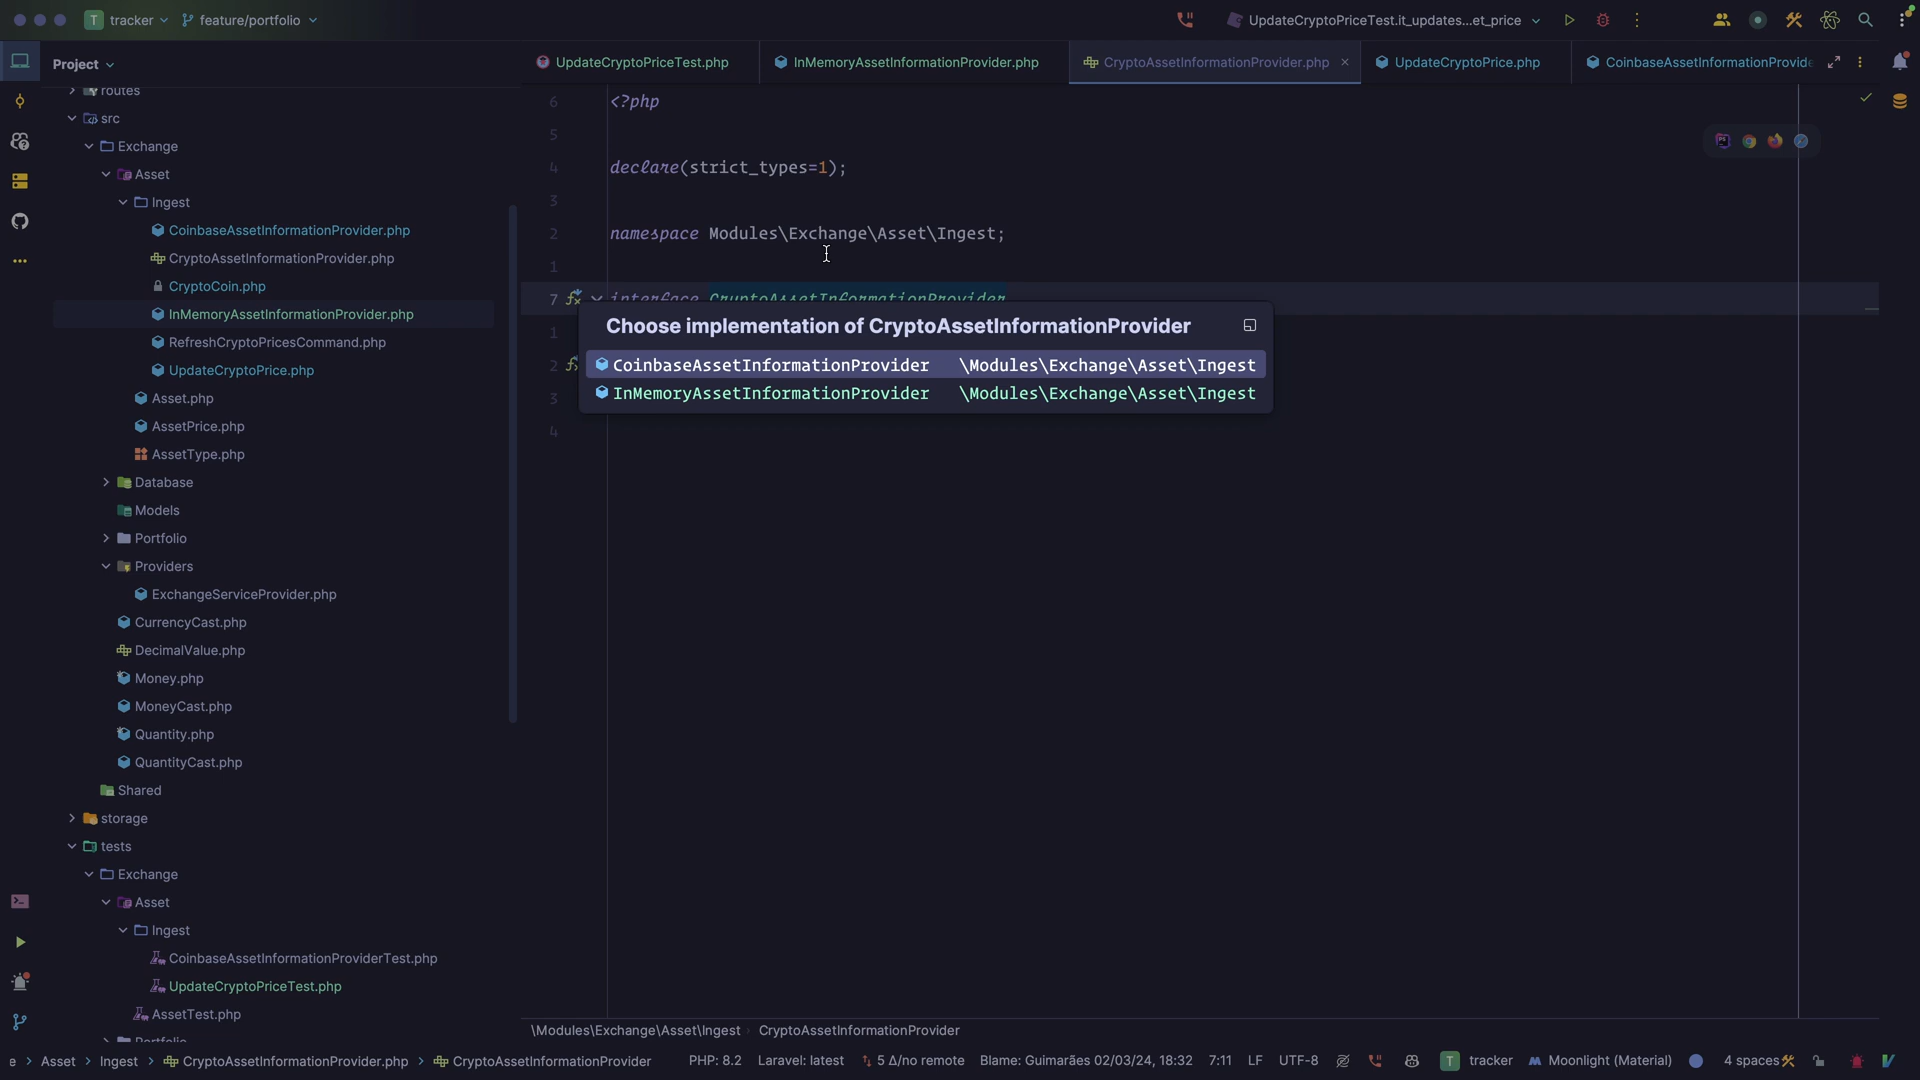 T tracker feature/portfolio UpdateCryptoPriceTest.it_updates...et_price
Project
UpdateCryptoPriceTest.php InMemoryAssetInformationProvider.php CryptoAssetInformationProvider.php UpdateCryptoPrice.php CoinbaseAssetInformationProvide
routes
src
Exchange
Asset
Ingest
CoinbaseAssetInformationProvider.php
CryptoAssetInformationProvider.php
CryptoCoin.php
InMemoryAssetInformationProvider.php
RefreshCryptoPricesCommand.php
UpdateCryptoPrice.php
Asset.php
AssetPrice.php
AssetType.php
Database
Models
Portfolio
Providers
ExchangeServiceProvider.php
CurrencyCast.php
DecimalValue.php
Money.php
MoneyCast.php
Quantity.php
QuantityCast.php
Shared
storage
tests
Exchange
Asset
Ingest
CoinbaseAssetInformationProviderTest.php
UpdateCryptoPriceTest.php
AssetTest.php
Portfolio
6 <?php
5
4 declare(strict_types=1);
3
2 namespace Modules\Exchange\Asset\Ingest;
1
7 interface CryptoAssetInformationProvider
1
2
3
4
Choose implementation of CryptoAssetInformationProvider
CoinbaseAssetInformationProvider \Modules\Exchange\Asset\Ingest
InMemoryAssetInformationProvider \Modules\Exchange\Asset\Ingest
\Modules\Exchange\Asset\Ingest › CryptoAssetInformationProvider
e › Asset › Ingest › CryptoAssetInformationProvider.php › CryptoAssetInformationProvider PHP: 8.2 Laravel: latest 5 Δ/no remote Blame: Guimarães 02/03/24, 18:32 7:11 LF UTF-8 T tracker Moonlight (Material) 4 spaces